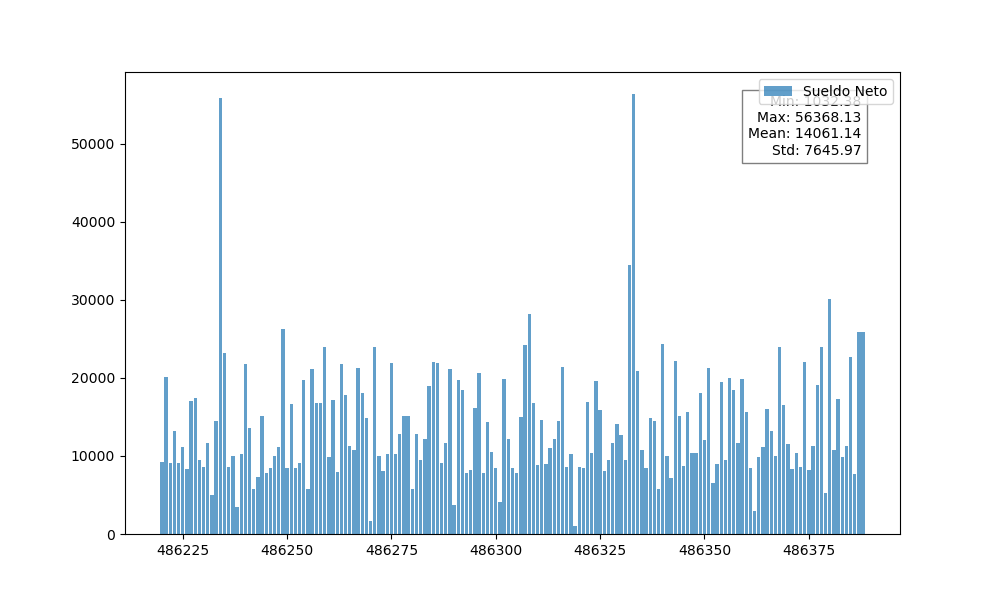 Sueldo Neto
Min: 1032.38
Max: 56368.13
Mean: 14061.14
Std: 7645.97
50000
40000
30000
20000
10000
0
486225 486250 486275 486300 486325 486350 486375